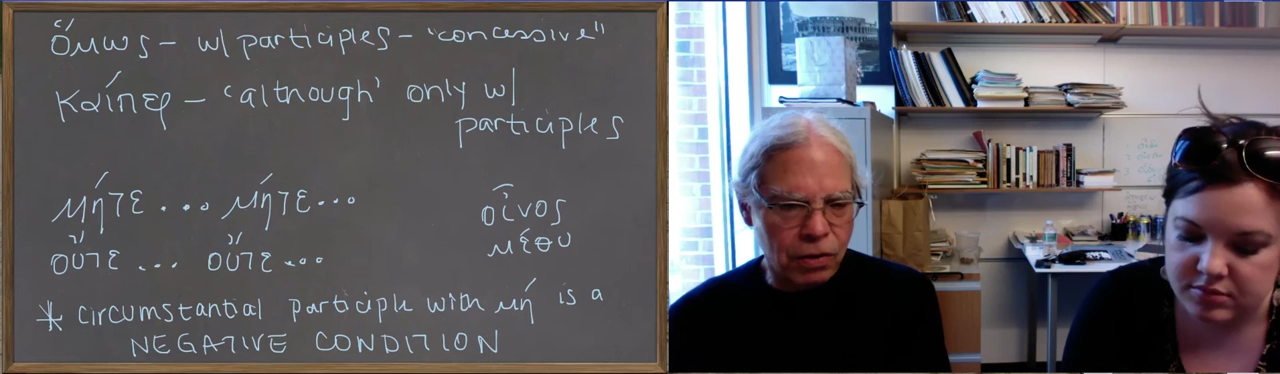 ὅμως – w/ participles – "concessive"
καίπερ – 'although' only w/
participles
μήτε ... μήτε...
οὔτε ... οὔτε...
οἶνος
μέθυ
* circumstantial participle with μή is a
NEGATIVE CONDITION